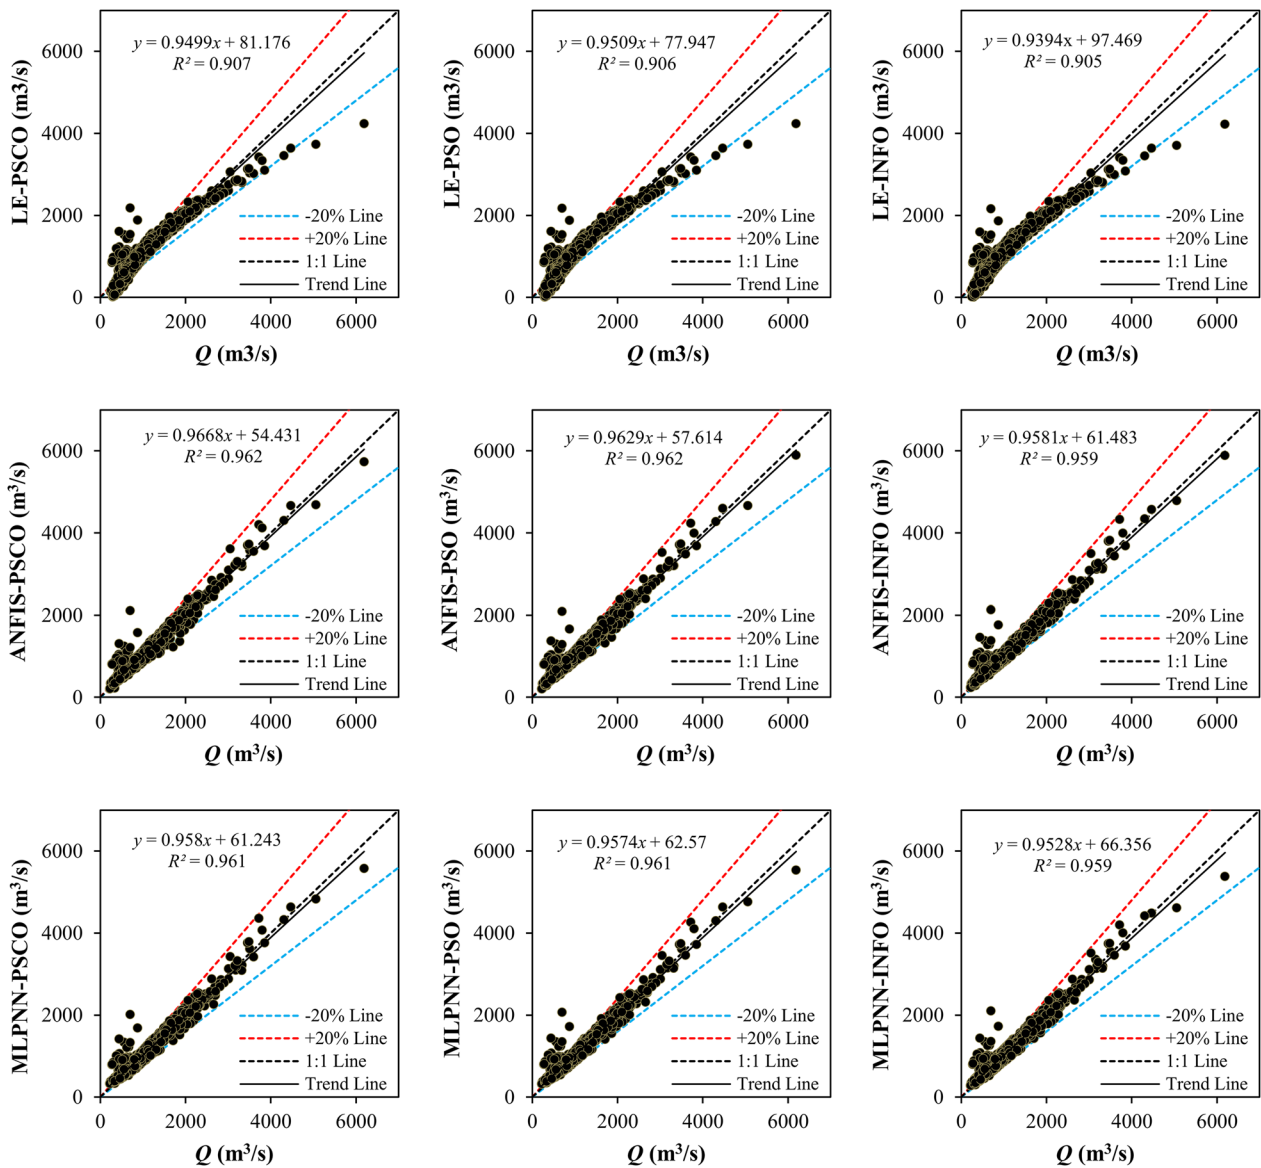 LE-PSCO (m3/s)
y = 0.9499x + 81.176
R² = 0.907
6000
4000
2000
0
-20% Line
+20% Line
1:1 Line
Trend Line
0 2000 4000 6000
Q (m3/s)
LE-PSO (m3/s)
y = 0.9509x + 77.947
R² = 0.906
6000
4000
2000
0
-20% Line
+20% Line
1:1 Line
Trend Line
0 2000 4000 6000
Q (m3/s)
LE-INFO (m3/s)
y = 0.9394x + 97.469
R² = 0.905
6000
4000
2000
0
-20% Line
+20% Line
1:1 Line
Trend Line
0 2000 4000 6000
Q (m3/s)
ANFIS-PSCO (m³/s)
y = 0.9668x + 54.431
R² = 0.962
6000
4000
2000
0
-20% Line
+20% Line
1:1 Line
Trend Line
0 2000 4000 6000
Q (m³/s)
ANFIS-PSO (m³/s)
y = 0.9629x + 57.614
R² = 0.962
6000
4000
2000
0
-20% Line
+20% Line
1:1 Line
Trend Line
0 2000 4000 6000
Q (m³/s)
ANFIS-INFO (m³/s)
y = 0.9581x + 61.483
R² = 0.959
6000
4000
2000
0
-20% Line
+20% Line
1:1 Line
Trend Line
0 2000 4000 6000
Q (m³/s)
MLPNN-PSCO (m³/s)
y = 0.958x + 61.243
R² = 0.961
6000
4000
2000
0
-20% Line
+20% Line
1:1 Line
Trend Line
0 2000 4000 6000
Q (m³/s)
MLPNN-PSO (m³/s)
y = 0.9574x + 62.57
R² = 0.961
6000
4000
2000
0
-20% Line
+20% Line
1:1 Line
Trend Line
0 2000 4000 6000
Q (m³/s)
MLPNN-INFO (m³/s)
y = 0.9528x + 66.356
R² = 0.959
6000
4000
2000
0
-20% Line
+20% Line
1:1 Line
Trend Line
0 2000 4000 6000
Q (m³/s)